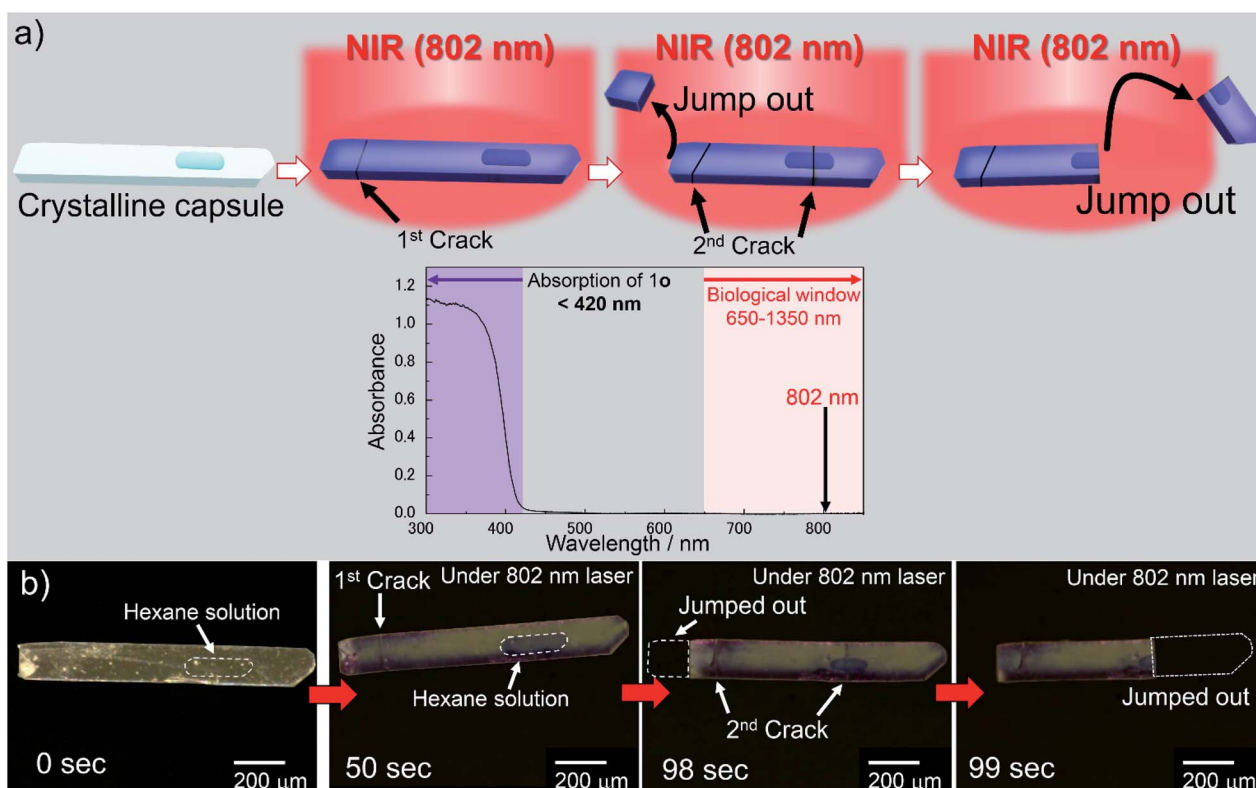 a)
NIR (802 nm)
NIR (802 nm)
NIR (802 nm)
Jump out
Crystalline capsule
1st Crack
2nd Crack
Jump out
Absorption of 1o
< 420 nm
Biological window
650-1350 nm
802 nm
Absorbance
1.2
1.0
0.8
0.6
0.4
0.2
0.0
300
400
500
600
700
800
Wavelength / nm
b)
Hexane solution
0 sec
200 µm
1st Crack
Under 802 nm laser
Hexane solution
50 sec
200 µm
Under 802 nm laser
Jumped out
2nd Crack
98 sec
200 µm
Under 802 nm laser
Jumped out
99 sec
200 µm